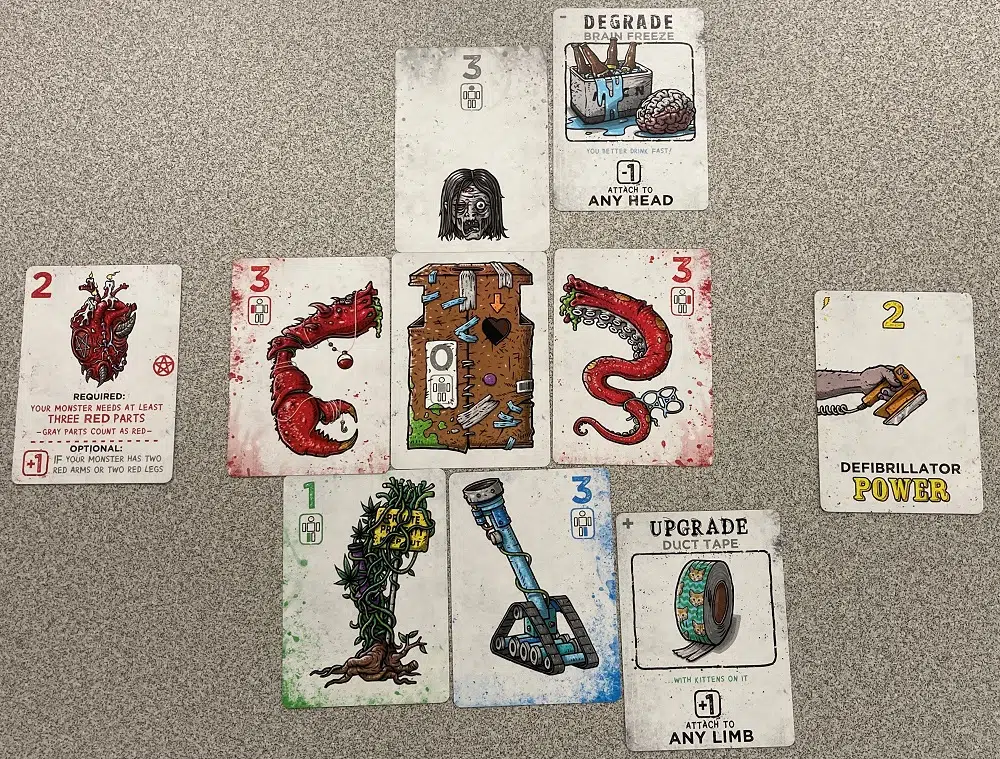 DEGRADE
BRAIN FREEZE
YOU BETTER DRINK FAST!
-1
ATTACH TO
ANY HEAD
3
2
REQUIRED:
YOUR MONSTER NEEDS AT LEAST
THREE RED PARTS
-GRAY PARTS COUNT AS RED-
OPTIONAL:
+1 IF YOUR MONSTER HAS TWO
RED ARMS OR TWO RED LEGS
3
0
3
2
DEFIBRILLATOR
POWER
1
3
+ UPGRADE
DUCT TAPE
...WITH KITTENS ON IT
+1
ATTACH TO
ANY LIMB